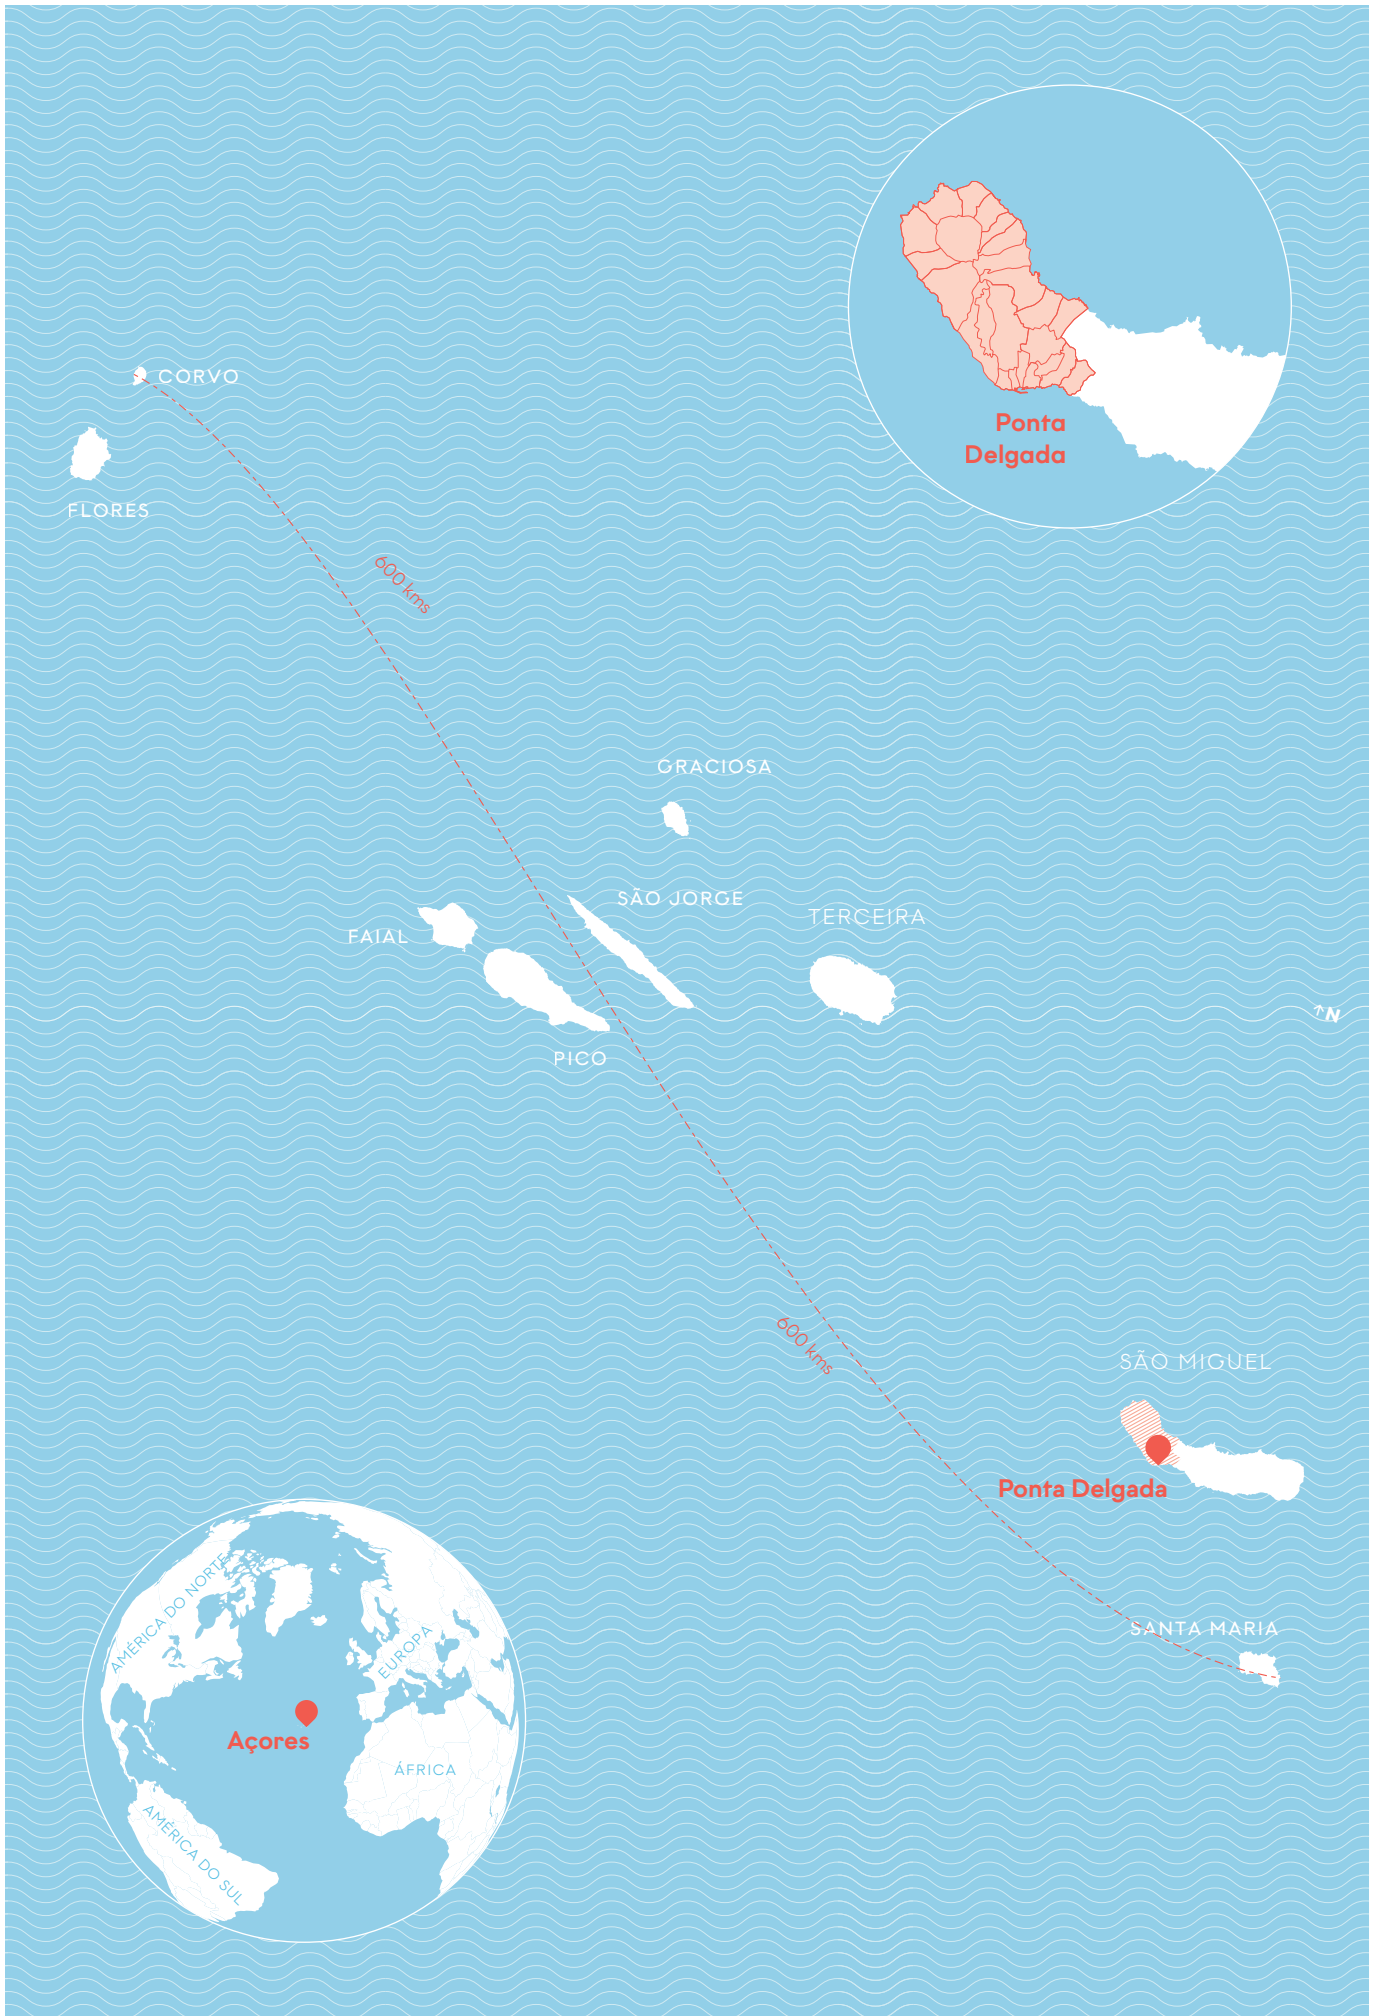 Ponta
Delgada
CORVO
FLORES
600 kms
GRACIOSA
SÃO JORGE
TERCEIRA
FAIAL
↑N
PICO
600 kms
SÃO MIGUEL
Ponta Delgada
SANTA MARIA
AMÉRICA DO NORTE
EUROPA
Açores
ÁFRICA
AMÉRICA DO SUL